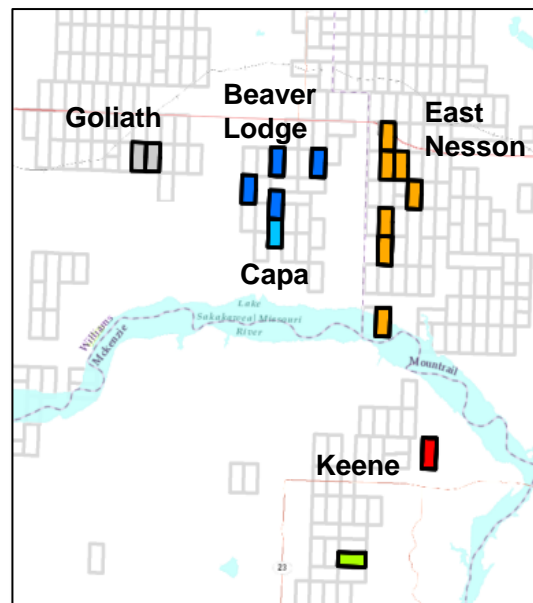 Goliath
Beaver
Lodge
East
Nesson
Capa
Lake
Sakakawea/Missouri
River
Williams
McKenzie
Mountrail
Keene
23